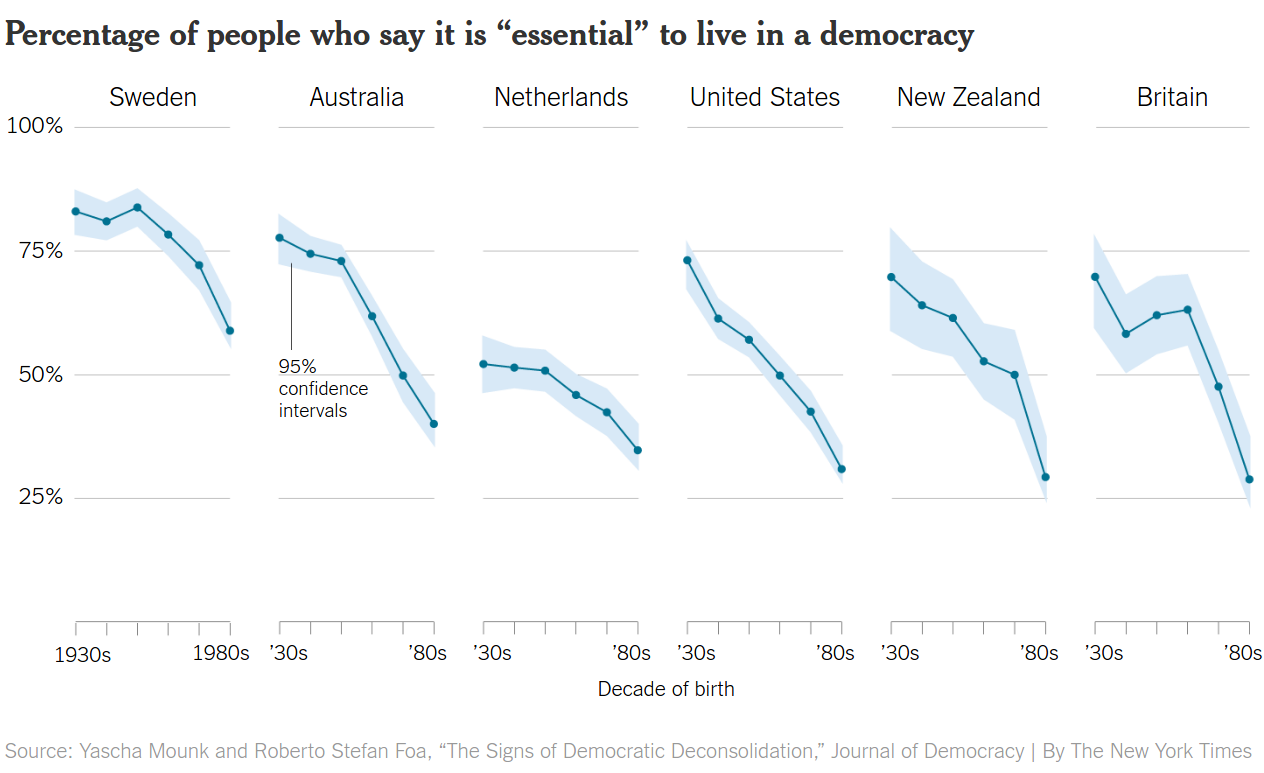 Percentage of people who say it is “essential” to live in a democracy
Sweden
Australia
Netherlands
United States
New Zealand
Britain
100%
75%
50%
25%
95%
confidence
intervals
1930s
1980s
’30s
’80s
’30s
’80s
’30s
’80s
’30s
’80s
’30s
’80s
Decade of birth
Source: Yascha Mounk and Roberto Stefan Foa, “The Signs of Democratic Deconsolidation,” Journal of Democracy | By The New York Times